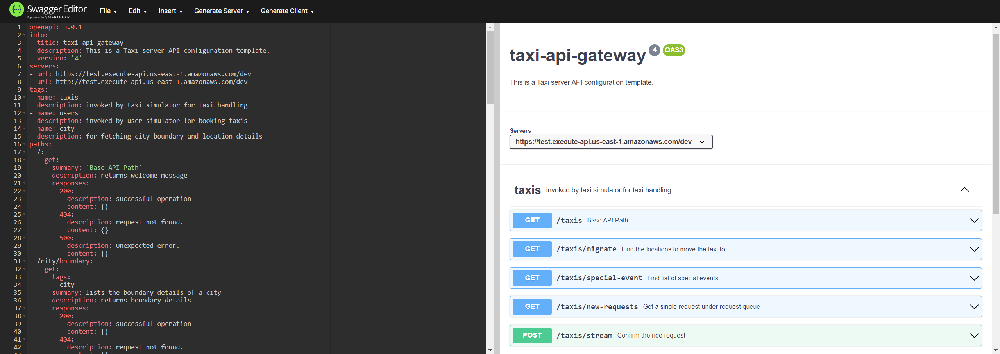 Swagger Editor.
Supported by SMARTBEAR
File
Edit
Insert
Generate Server
Generate Client
1 openapi: 3.0.1
2 info:
3 title: taxi-api-gateway
4 description: This is a Taxi server API configuration template.
5 version: '4'
6 servers:
7 - url: https://test.execute-api.us-east-1.amazonaws.com/dev
8 - url: http://test.execute-api.us-east-1.amazonaws.com/dev
9 tags:
10 - name: taxis
11 description: invoked by taxi simulator for taxi handling
12 - name: users
13 description: invoked by user simulator for booking taxis
14 - name: city
15 description: for fetching city boundary and location details
16 paths:
17 /:
18 get:
19 summary: 'Base API Path'
20 description: returns welcome message
21 responses:
22 200:
23 description: successful operation
24 content: {}
25 404:
26 description: request not found.
27 content: {}
28 500:
29 description: Unexpected error.
30 content: {}
31 /city/boundary:
32 get:
33 tags:
34 - city
35 summary: lists the boundary details of a city
36 description: returns boundary details
37 responses:
38 200:
39 description: successful operation
40 content: {}
41 404:
42 description: request not found.
taxi-api-gateway 4 OAS3
This is a Taxi server API configuration template.
Servers
https://test.execute-api.us-east-1.amazonaws.com/dev
taxis invoked by taxi simulator for taxi handling
GET /taxis Base API Path
GET /taxis/migrate Find the locations to move the taxi to
GET /taxis/special-event Find list of special events
GET /taxis/new-requests Get a single request under request queue
POST /taxis/stream Confirm the ride request